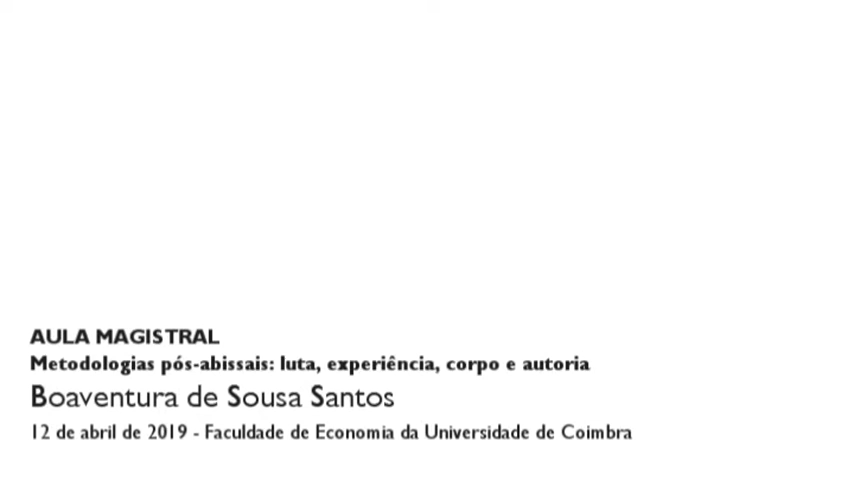 AULA MAGISTRAL
Metodologias pós-abissais: luta, experiência, corpo e autoria
Boaventura de Sousa Santos
12 de abril de 2019 - Faculdade de Economia da Universidade de Coimbra